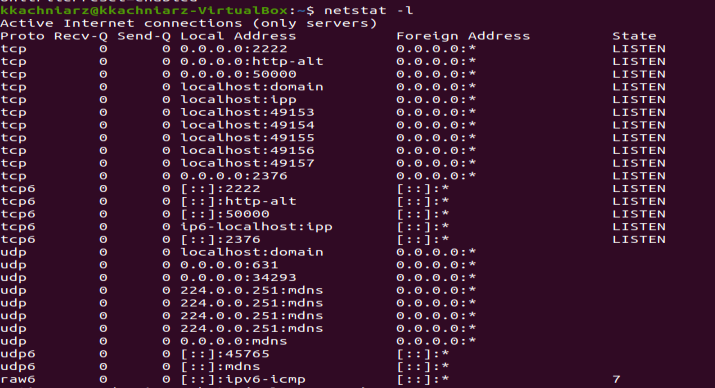 kkachniarz@kkachniarz-VirtualBox:~$ netstat -l
Active Internet connections (only servers)
Proto Recv-Q Send-Q Local Address           Foreign Address         State
tcp        0      0 0.0.0.0:2222            0.0.0.0:*               LISTEN
tcp        0      0 0.0.0.0:http-alt        0.0.0.0:*               LISTEN
tcp        0      0 0.0.0.0:50000           0.0.0.0:*               LISTEN
tcp        0      0 localhost:domain        0.0.0.0:*               LISTEN
tcp        0      0 localhost:ipp           0.0.0.0:*               LISTEN
tcp        0      0 localhost:49153         0.0.0.0:*               LISTEN
tcp        0      0 localhost:49154         0.0.0.0:*               LISTEN
tcp        0      0 localhost:49155         0.0.0.0:*               LISTEN
tcp        0      0 localhost:49156         0.0.0.0:*               LISTEN
tcp        0      0 localhost:49157         0.0.0.0:*               LISTEN
tcp        0      0 0.0.0.0:2376            0.0.0.0:*               LISTEN
tcp6       0      0 [::]:2222               [::]:*                  LISTEN
tcp6       0      0 [::]:http-alt           [::]:*                  LISTEN
tcp6       0      0 [::]:50000              [::]:*                  LISTEN
tcp6       0      0 ip6-localhost:ipp       [::]:*                  LISTEN
tcp6       0      0 [::]:2376               [::]:*                  LISTEN
udp        0      0 localhost:domain        0.0.0.0:*
udp        0      0 0.0.0.0:631             0.0.0.0:*
udp        0      0 0.0.0.0:34293           0.0.0.0:*
udp        0      0 224.0.0.251:mdns        0.0.0.0:*
udp        0      0 224.0.0.251:mdns        0.0.0.0:*
udp        0      0 224.0.0.251:mdns        0.0.0.0:*
udp        0      0 224.0.0.251:mdns        0.0.0.0:*
udp        0      0 0.0.0.0:mdns            0.0.0.0:*
udp6       0      0 [::]:45765              [::]:*
udp6       0      0 [::]:mdns               [::]:*
raw6       0      0 [::]:ipv6-icmp          [::]:*                  7